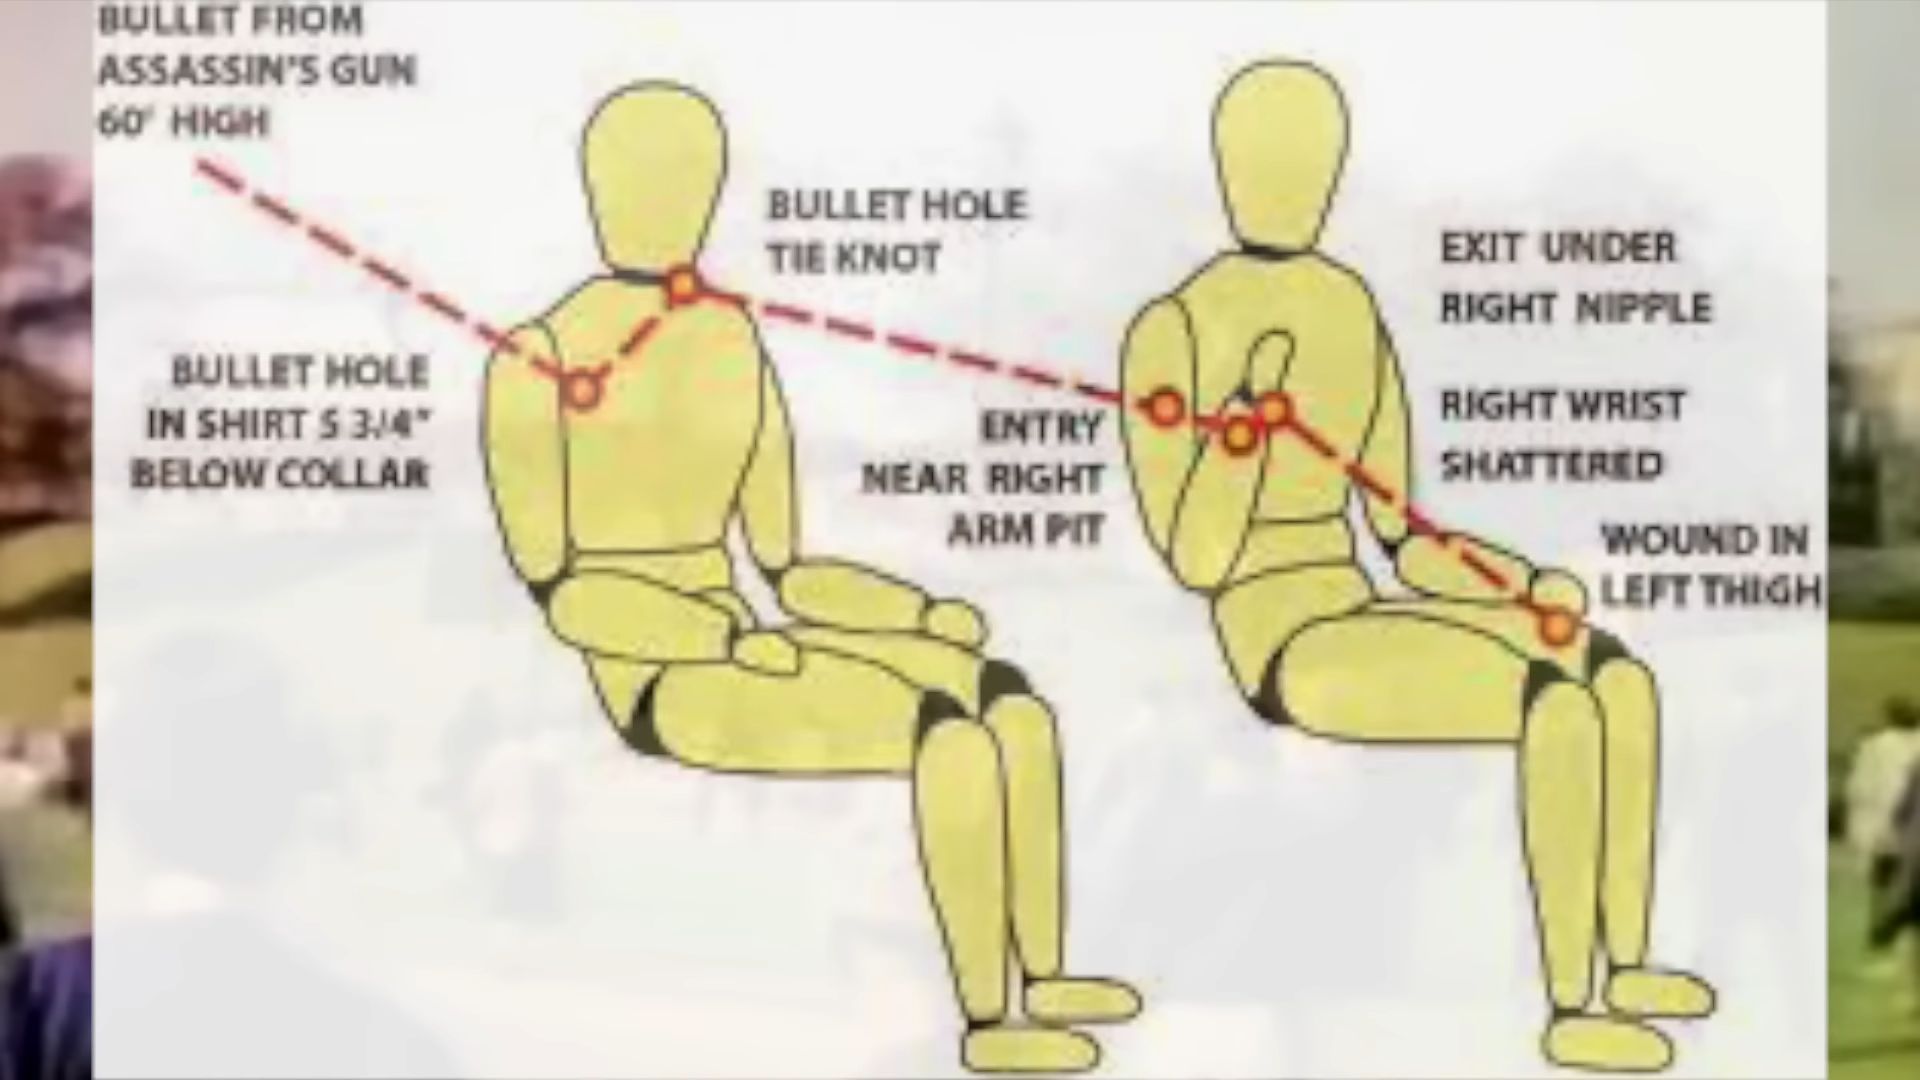 BULLET FROM
ASSASSIN'S GUN
60' HIGH
BULLET HOLE
TIE KNOT
EXIT UNDER
RIGHT NIPPLE
BULLET HOLE
IN SHIRT 5 3/4"
BELOW COLLAR
ENTRY
NEAR RIGHT
ARM PIT
RIGHT WRIST
SHATTERED
WOUND IN
LEFT THIGH